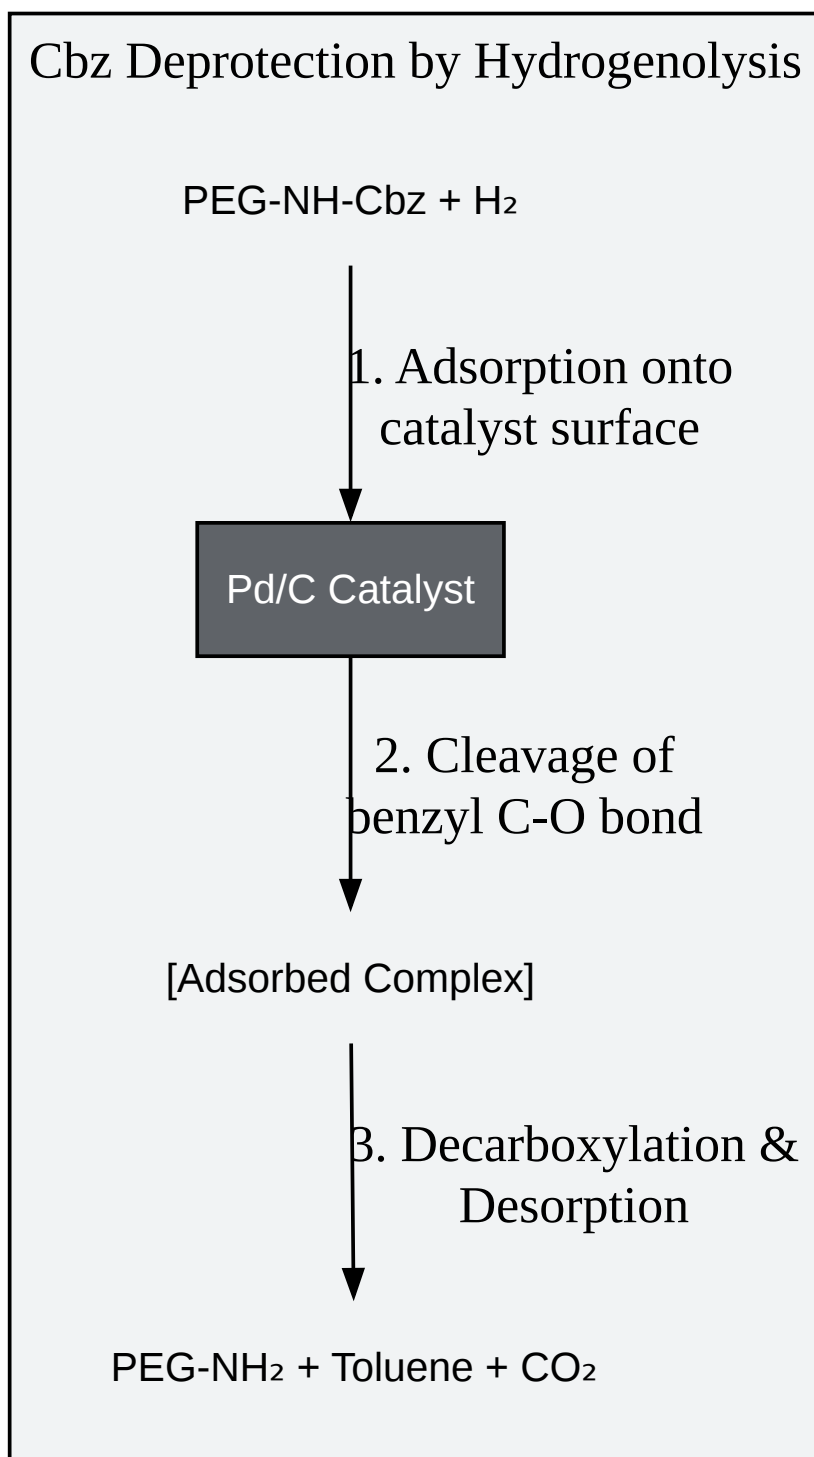 Cbz Deprotection by Hydrogenolysis
PEG-NH-Cbz + H₂
1. Adsorption onto
catalyst surface
Pd/C Catalyst
2. Cleavage of
benzyl C-O bond
[Adsorbed Complex]
3. Decarboxylation &
Desorption
PEG-NH₂ + Toluene + CO₂